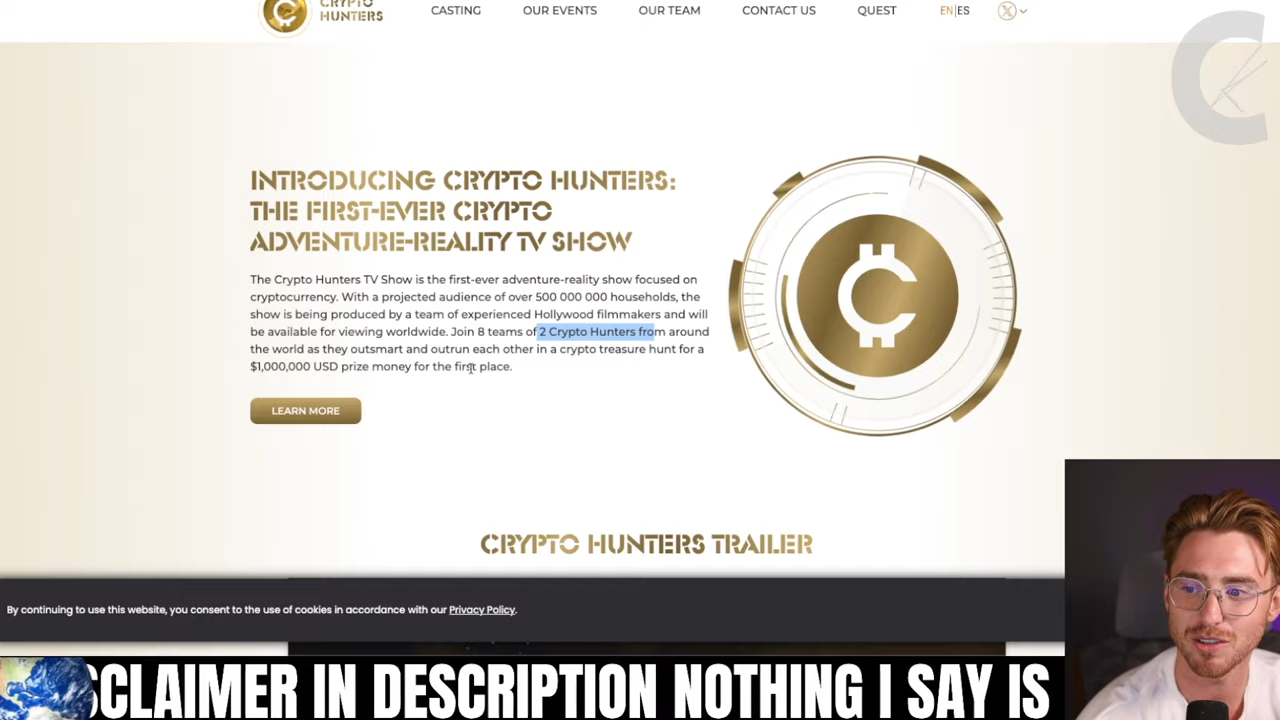 CRYPTO
HUNTERS
CASTING
OUR EVENTS
OUR TEAM
CONTACT US
QUEST
EN|ES
INTRODUCING CRYPTO HUNTERS:
THE FIRST-EVER CRYPTO
ADVENTURE-REALITY TV SHOW
The Crypto Hunters TV Show is the first-ever adventure-reality show focused on
cryptocurrency. With a projected audience of over 500 000 000 households, the
show is being produced by a team of experienced Hollywood filmmakers and will
be available for viewing worldwide. Join 8 teams of 2 Crypto Hunters from around
the world as they outsmart and outrun each other in a crypto treasure hunt for a
$1,000,000 USD prize money for the first place.
LEARN MORE
CRYPTO HUNTERS TRAILER
By continuing to use this website, you consent to the use of cookies in accordance with our Privacy Policy.
SCLAIMER IN DESCRIPTION NOTHING I SAY IS